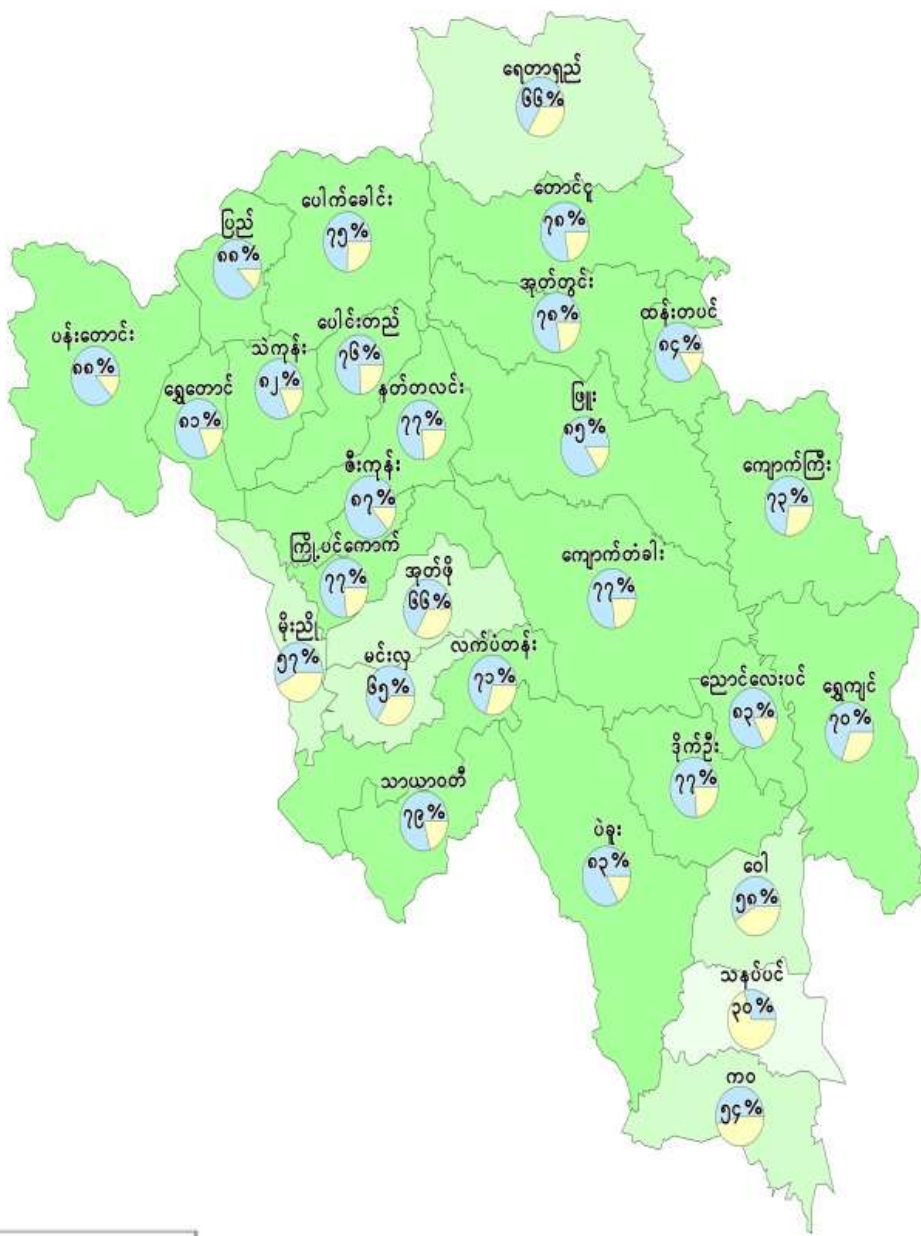 ရေတာရှည်
၆၆%
တောင်ငူ
၇၈%
ပေါက်ခေါင်း
၇၅%
ပြည်
၈၈%
အုတ်တွင်း
၇၈%
ထန်းတပင်
၈၄%
ပန်းတောင်း
၈၈%
ပေါင်းတည်
၇၆%
သဲကုန်း
၈၂%
ရွှေတောင်
၈၁%
နတ်တလင်း
၇၇%
ဖြူး
၈၅%
ဇီးကုန်း
၈၇%
ကျောက်ကြီး
၇၃%
ကြို့ပင်ကောက်
၇၇%
အုတ်ဖို
၆၆%
ကျောက်တံခါး
၇၇%
မိုးညို
၅၇%
မင်းလှ
၆၅%
လက်ပံတန်း
၇၁%
ညောင်လေးပင်
၈၃%
ရွှေကျင်
၇၀%
ဒိုက်ဦး
၇၇%
သာယာဝတီ
၇၉%
ပဲခူး
၈၃%
ဝေါ
၅၈%
သနပ်ပင်
၃၀%
ကဝ
၅၄%